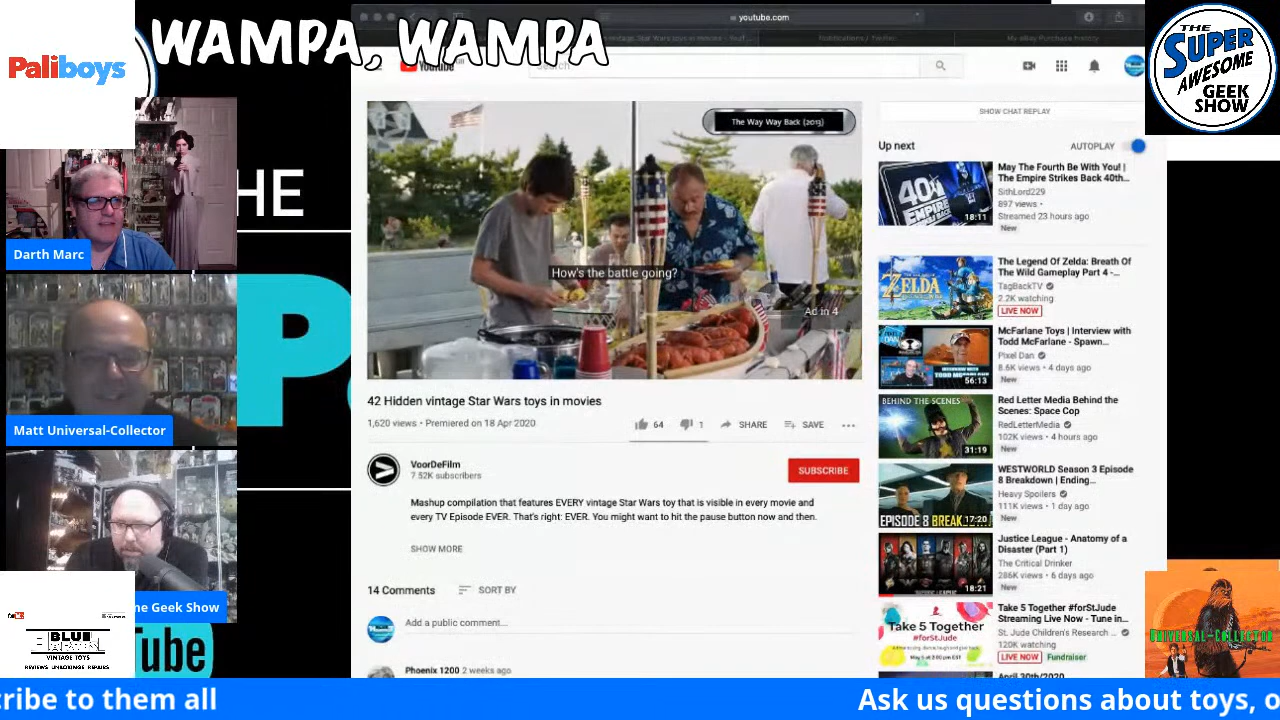 WAMPA, WAMPA
Paliboys
THE
SUPER
AWESOME
GEEK
SHOW
youtube.com
Search
SHOW CHAT REPLAY
The Way Way Back (2013)
How's the battle going?
Ad in 4
Up next
AUTOPLAY
May The Fourth Be With You! |
The Empire Strikes Back 40th...
SithLord229
897 views •
Streamed 23 hours ago
New
18:11
The Legend Of Zelda: Breath Of
The Wild Gameplay Part 4 -...
TagBackTV
2.2K watching
LIVE NOW
ZELDA
McFarlane Toys | Interview with
Todd McFarlane - Spawn...
Pixel Dan
8.6K views • 4 days ago
New
56:13
BEHIND THE SCENES
Red Letter Media Behind the
Scenes: Space Cop
RedLetterMedia
102K views • 4 hours ago
New
31:19
WESTWORLD Season 3 Episode
8 Breakdown | Ending...
Heavy Spoilers
111K views • 1 day ago
New
17:20
Justice League - Anatomy of a
Disaster (Part 1)
The Critical Drinker
286K views • 6 days ago
New
18:21
Take 5 Together
#forStJude
Take 5 Together #forStJude
Streaming Live Now - Tune in...
St. Jude Children's Research ...
120K watching
LIVE NOW
Fundraiser
April 30th/2020
42 Hidden vintage Star Wars toys in movies
1,620 views • Premiered on 18 Apr 2020
64
1
SHARE
SAVE
VoorDeFilm
7.52K subscribers
SUBSCRIBE
Mashup compilation that features EVERY vintage Star Wars toy that is visible in every movie and
every TV Episode EVER. That's right: EVER. You might want to hit the pause button now and then.
SHOW MORE
14 Comments
SORT BY
Add a public comment...
Phoenix 1200 2 weeks ago
HE
P
Darth Marc
Matt Universal-Collector
ne Geek Show
BLUE
VINTAGE TOYS
Tube
UNIVERSAL-COLLECTOR
cribe to them all
Ask us questions about toys, o